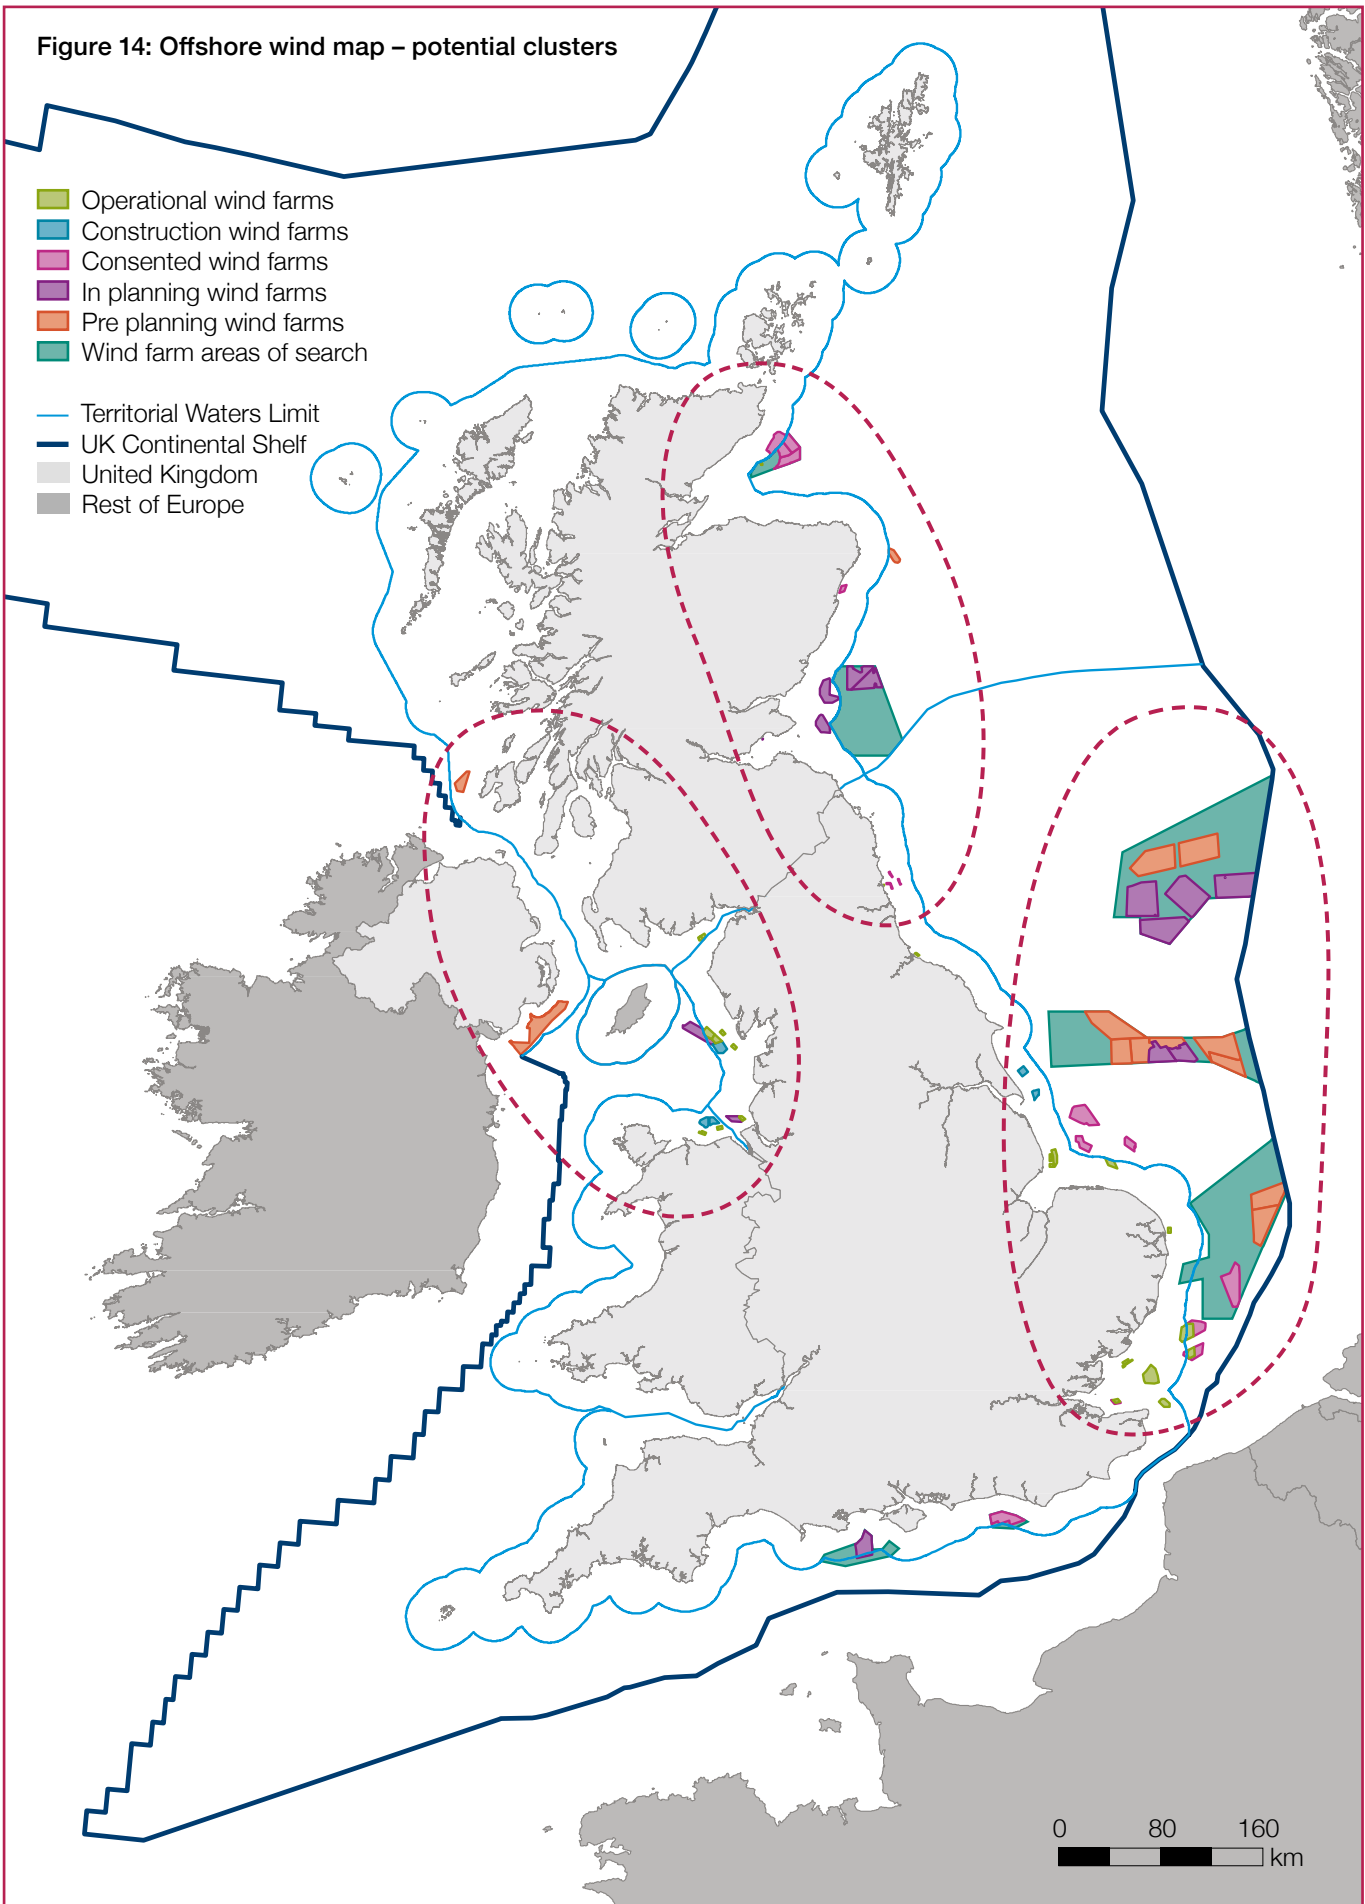 Figure 14: Offshore wind map – potential clusters
Operational wind farms
Construction wind farms
Consented wind farms
In planning wind farms
Pre planning wind farms
Wind farm areas of search
Territorial Waters Limit
UK Continental Shelf
United Kingdom
Rest of Europe
0 80 160
km